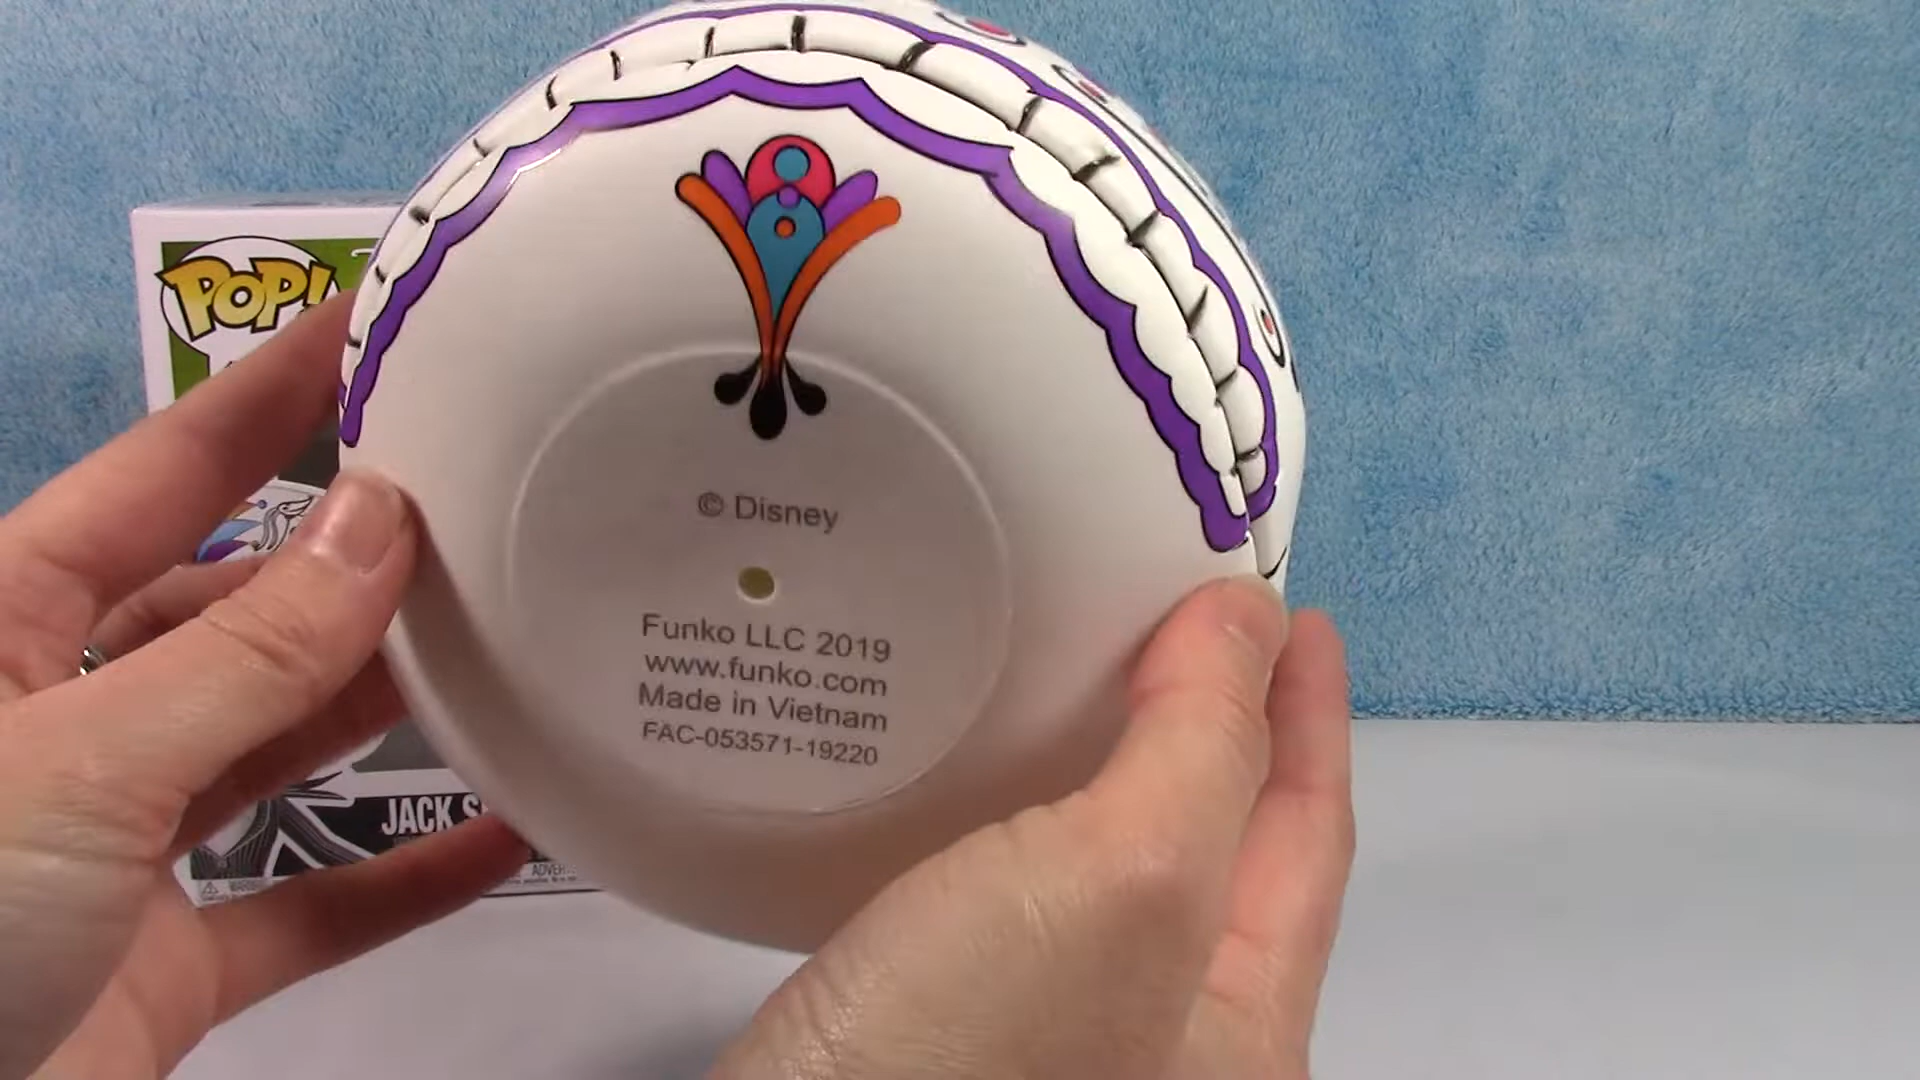 POP!
© Disney
Funko LLC 2019
www.funko.com
Made in Vietnam
FAC-053571-19220
JACK